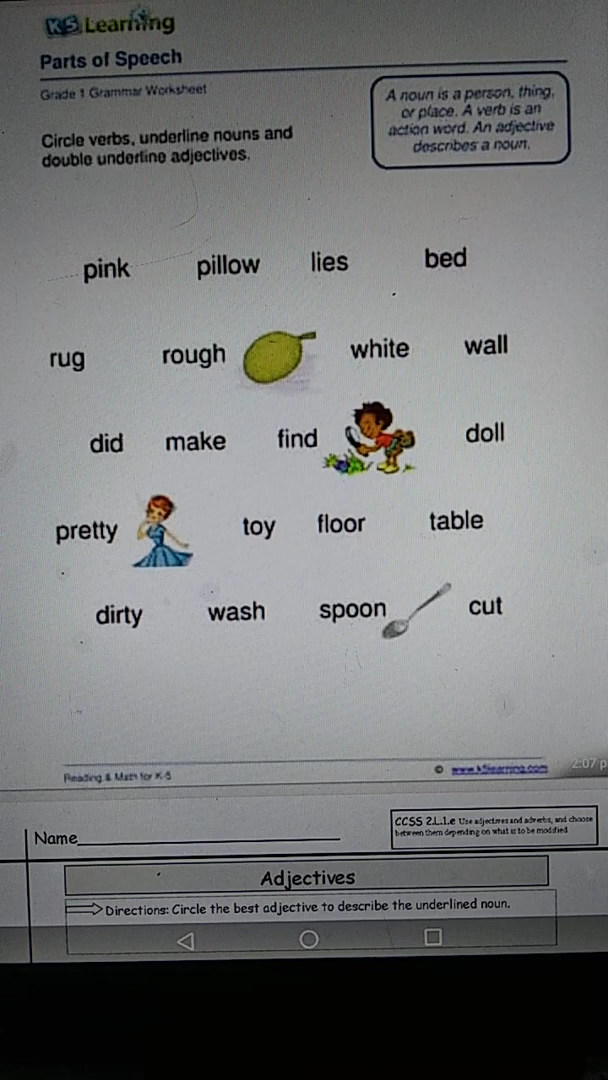 K5 Learning
Parts of Speech
Grade 1 Grammar Worksheet
A noun is a person, thing,
or place. A verb is an
action word. An adjective
describes a noun.
Circle verbs, underline nouns and
double underline adjectives.
pink pillow lies bed
rug rough white wall
did make find doll
pretty toy floor table
dirty wash spoon cut
Reading & Math for K-5 © www.k5learning.com
2:07 p
Name
CCSS 2.L.1.e Use adjectives and adverbs, and choose
between them depending on what is to be modified
Adjectives
Directions: Circle the best adjective to describe the underlined noun.